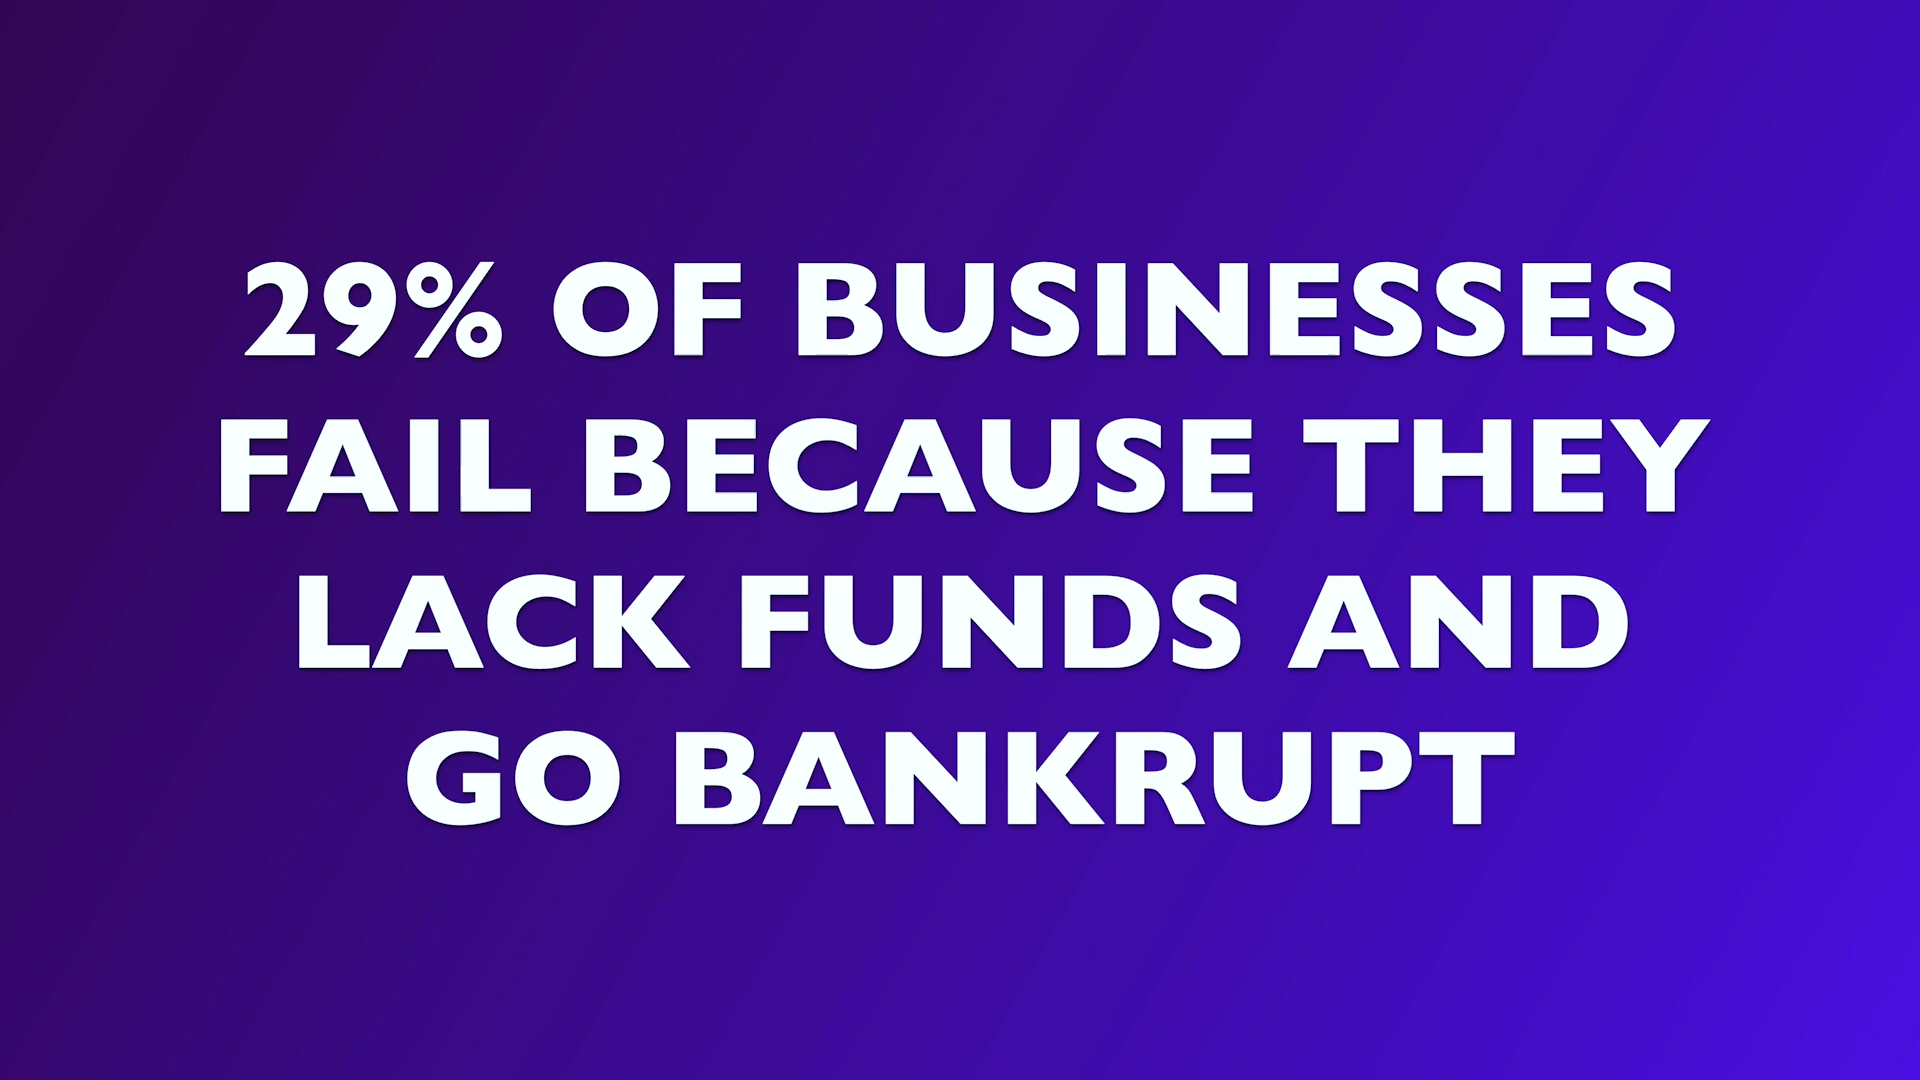 29% OF BUSINESSES
FAIL BECAUSE THEY
LACK FUNDS AND
GO BANKRUPT